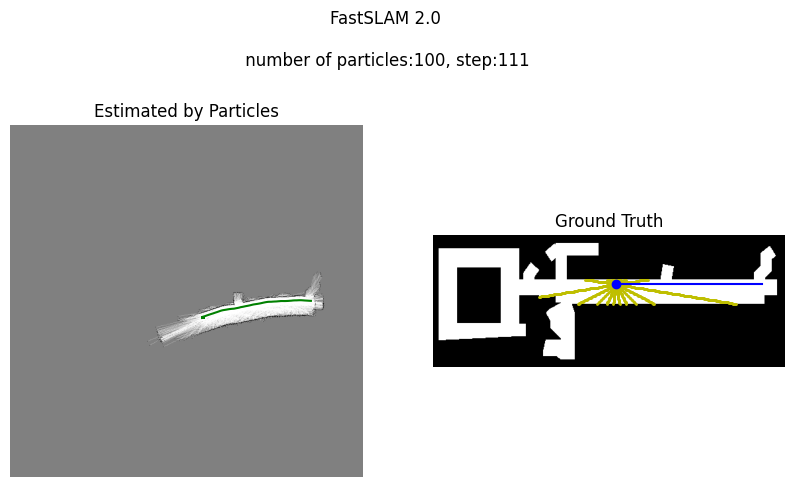 FastSLAM 2.0
number of particles:100, step:111
Estimated by Particles
Ground Truth